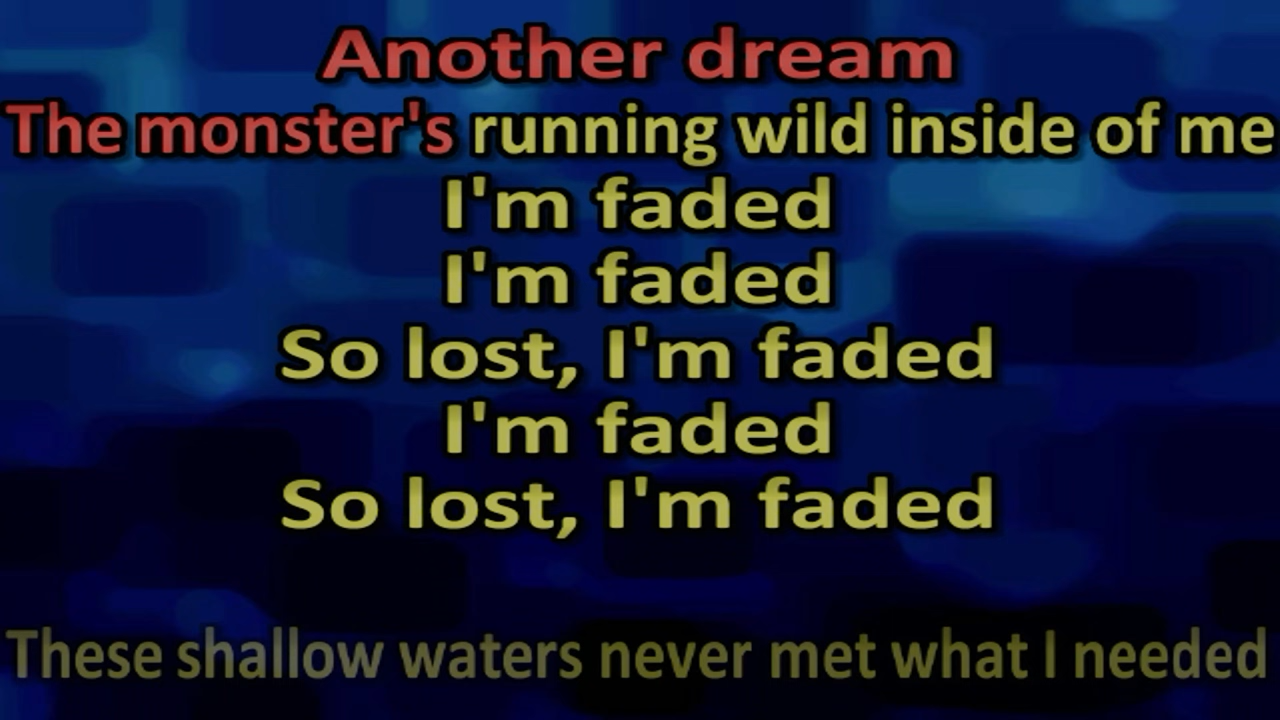 Another dream
The monster's running wild inside of me
I'm faded
I'm faded
So lost, I'm faded
I'm faded
So lost, I'm faded
These shallow waters never met what I needed